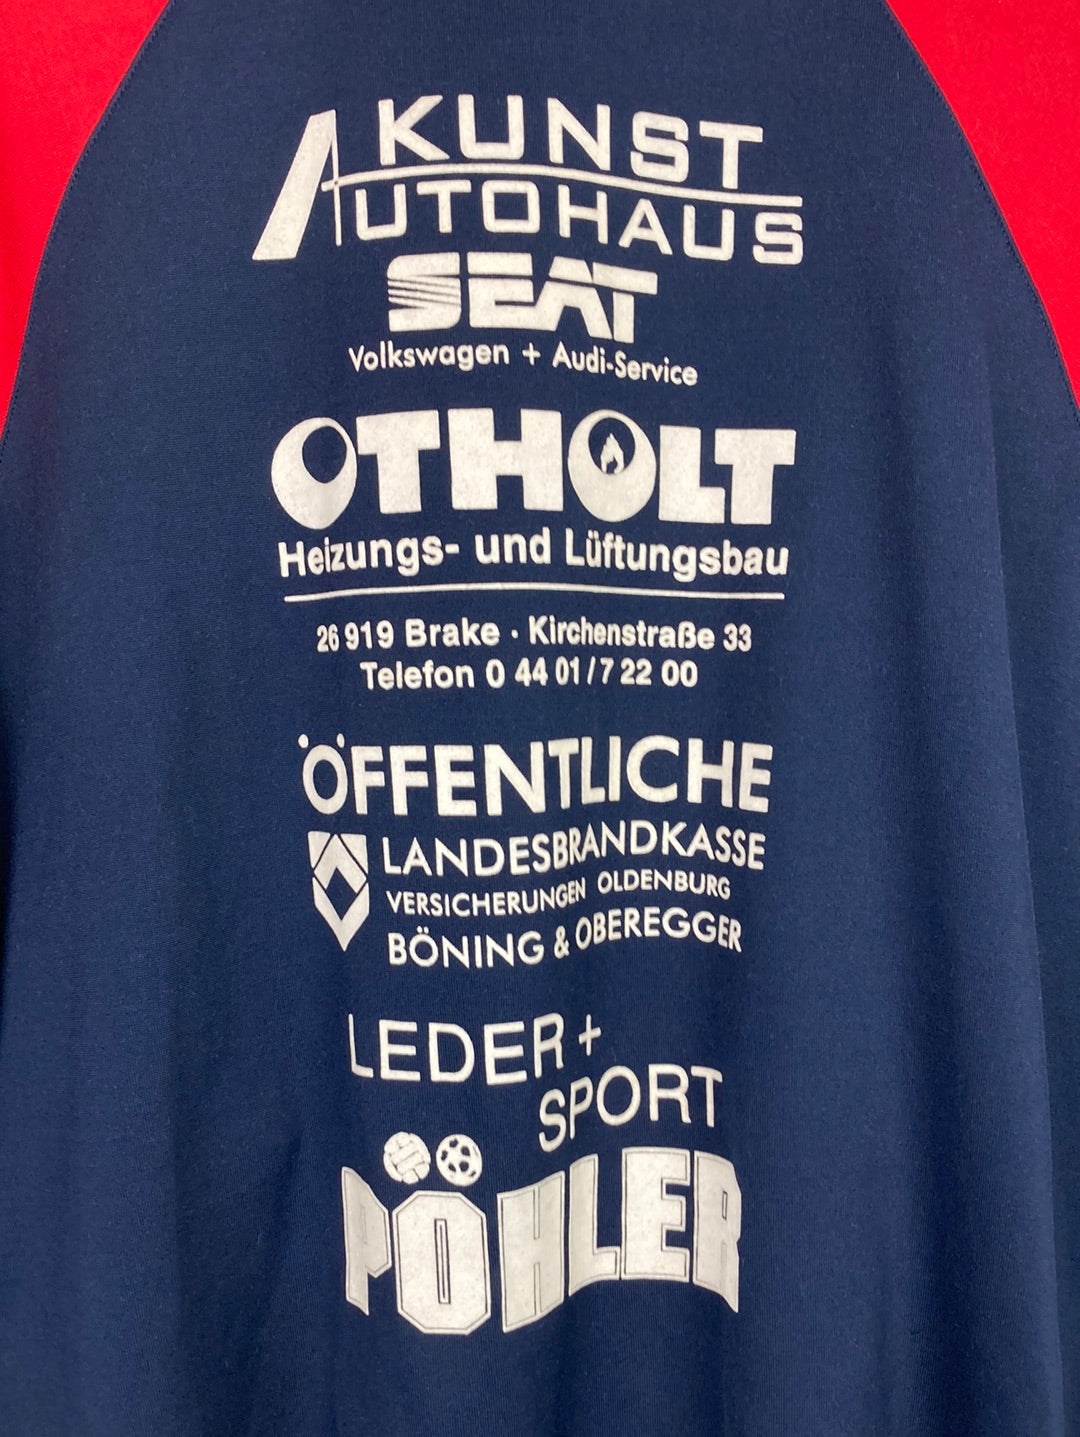 KUNST
AUTOHAUS
SEAT
Volkswagen + Audi-Service
OTHOLT
Heizungs- und Lüftungsbau
26 919 Brake · Kirchenstraße 33
Telefon 0 44 01/7 22 00
ÖFFENTLICHE
LANDESBRANDKASSE
VERSICHERUNGEN OLDENBURG
BÖNING & OBEREGGER
LEDER +
SPORT
PÖHLER